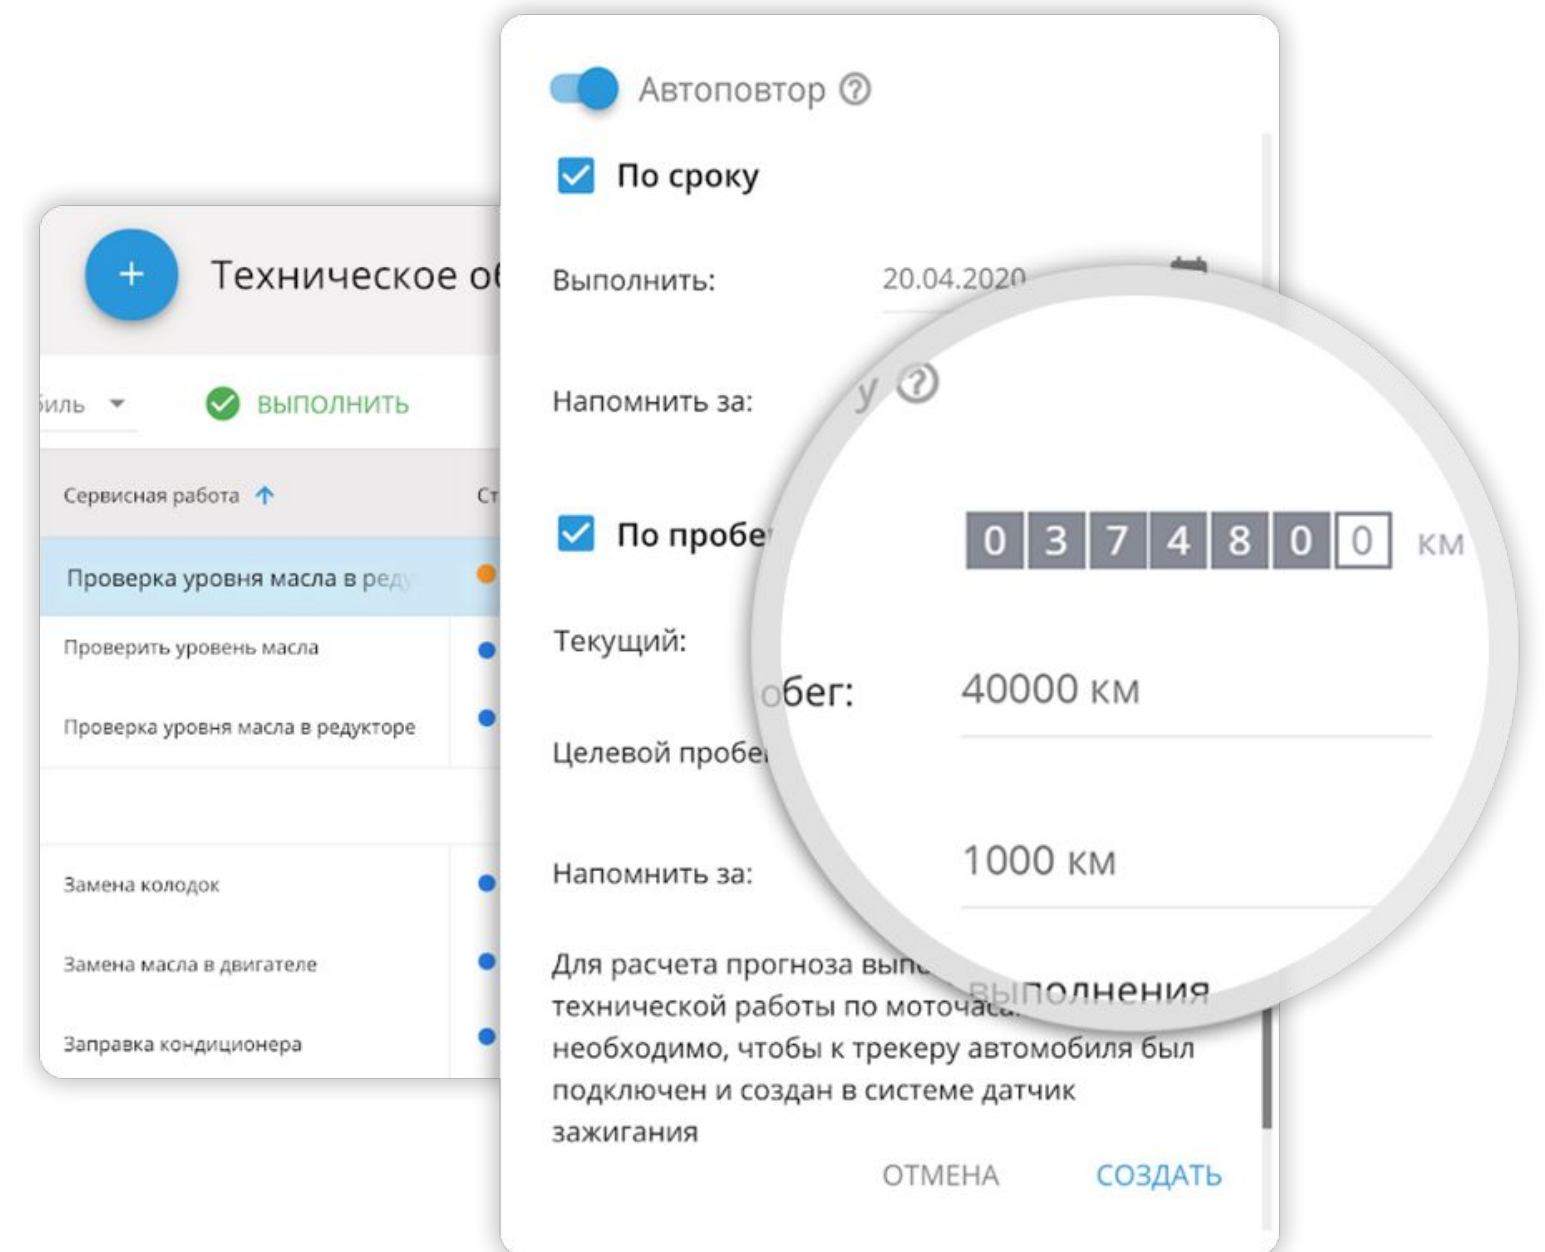 Автоповтор ?
По сроку
Выполнить: 20.04.2020
Напомнить за:
По пробе
Текущий:
Целевой пробе
Напомнить за:
Для расчета прогноза вып
технической работы по моточаса
необходимо, чтобы к трекеру автомобиля был
подключен и создан в системе датчик
зажигания
ОТМЕНА СОЗДАТЬ
у ?
0 3 7 4 8 0 0 км
обег: 40000 км
1000 км
выполнения
+ Техническое об
иль ВЫПОЛНИТЬ
Сервисная работа Ст
Проверка уровня масла в реду
Проверить уровень масла
Проверка уровня масла в редукторе
Замена колодок
Замена масла в двигателе
Заправка кондиционера